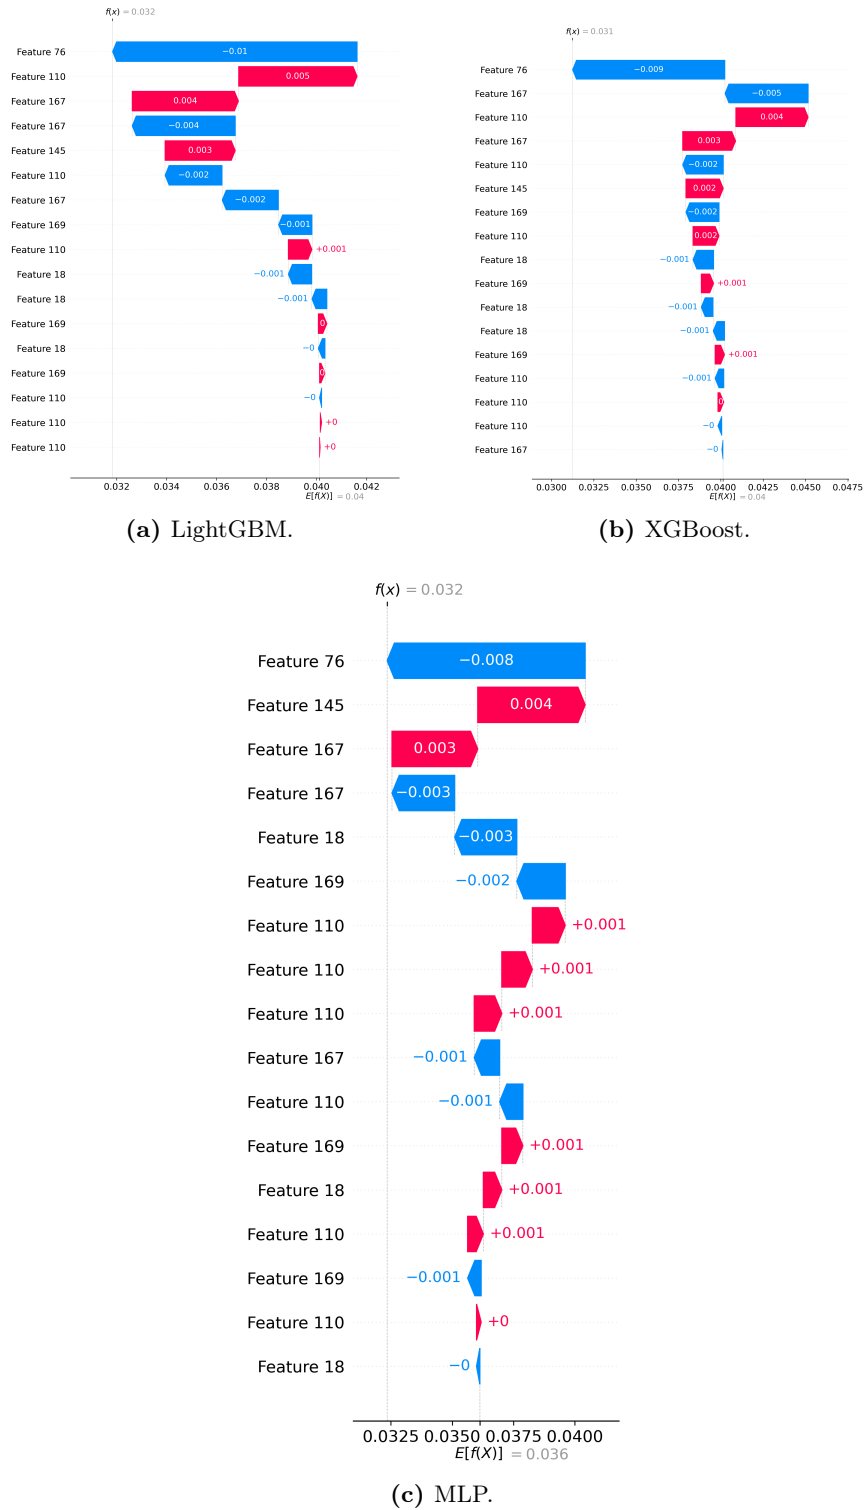 f(x) = 0.032
Feature 76 −0.01
Feature 110 0.005
Feature 167 0.004
Feature 167 −0.004
Feature 145 0.003
Feature 110 −0.002
Feature 167 −0.002
Feature 169 −0.001
Feature 110 +0.001
Feature 18 −0.001
Feature 18 −0.001
Feature 169 0
Feature 18 −0
Feature 169 0
Feature 110 −0
Feature 110 +0
Feature 110 +0
0.032 0.034 0.036 0.038 0.040 0.042
E[f(X)] = 0.04
(a) LightGBM.
f(x) = 0.031
Feature 76 −0.009
Feature 167 −0.005
Feature 110 0.004
Feature 167 0.003
Feature 110 −0.002
Feature 145 0.002
Feature 169 −0.002
Feature 110 0.002
Feature 18 −0.001
Feature 169 +0.001
Feature 18 −0.001
Feature 18 −0.001
Feature 169 +0.001
Feature 110 −0.001
Feature 110 0
Feature 110 −0
Feature 167 −0
0.0300 0.0325 0.0350 0.0375 0.0400 0.0425 0.0450 0.0475
E[f(X)] = 0.04
(b) XGBoost.
f(x) = 0.032
Feature 76 −0.008
Feature 145 0.004
Feature 167 0.003
Feature 167 −0.003
Feature 18 −0.003
Feature 169 −0.002
Feature 110 +0.001
Feature 110 +0.001
Feature 110 +0.001
Feature 167 −0.001
Feature 110 −0.001
Feature 169 +0.001
Feature 18 +0.001
Feature 110 +0.001
Feature 169 −0.001
Feature 110 +0
Feature 18 −0
0.0325 0.0350 0.0375 0.0400
E[f(X)] = 0.036
(c) MLP.